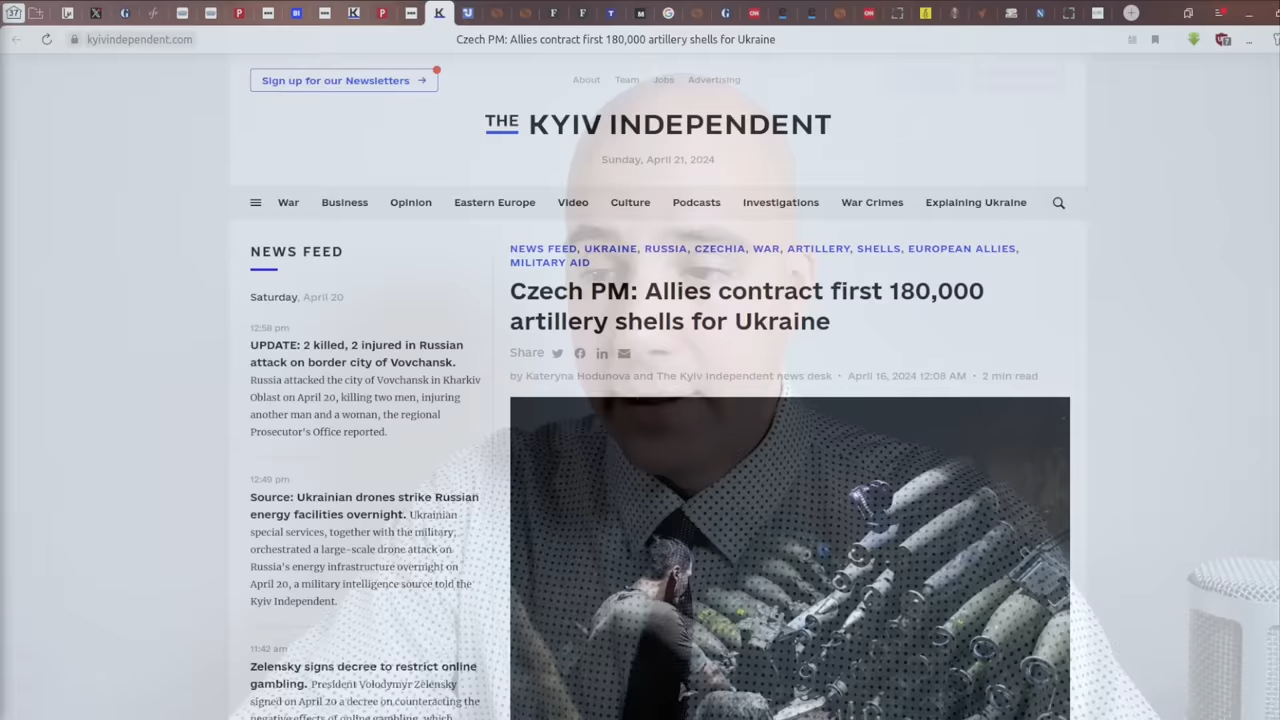 37
CNN
CNN
kyivindependent.com
Czech PM: Allies contract first 180,000 artillery shells for Ukraine
Sign up for our Newsletters →
About Team Jobs Advertising
THE KYIV INDEPENDENT
Sunday, April 21, 2024
War Business Opinion Eastern Europe Video Culture Podcasts Investigations War Crimes Explaining Ukraine
NEWS FEED
Saturday, April 20
12:58 pm
UPDATE: 2 killed, 2 injured in Russian
attack on border city of Vovchansk.
Russia attacked the city of Vovchansk in Kharkiv
Oblast on April 20, killing two men, injuring
another man and a woman, the regional
Prosecutor's Office reported.
12:49 pm
Source: Ukrainian drones strike Russian
energy facilities overnight. Ukrainian
special services, together with the military,
orchestrated a large-scale drone attack on
Russia's energy infrastructure overnight on
April 20, a military intelligence source told the
Kyiv Independent.
11:42 am
Zelensky signs decree to restrict online
gambling. President Volodymyr Zelensky
signed on April 20 a decree on counteracting the
negative effects of online gambling, which
NEWS FEED, UKRAINE, RUSSIA, CZECHIA, WAR, ARTILLERY, SHELLS, EUROPEAN ALLIES,
MILITARY AID
Czech PM: Allies contract first 180,000
artillery shells for Ukraine
Share
by Kateryna Hodunova and The Kyiv Independent news desk • April 16, 2024 12:08 AM • 2 min read